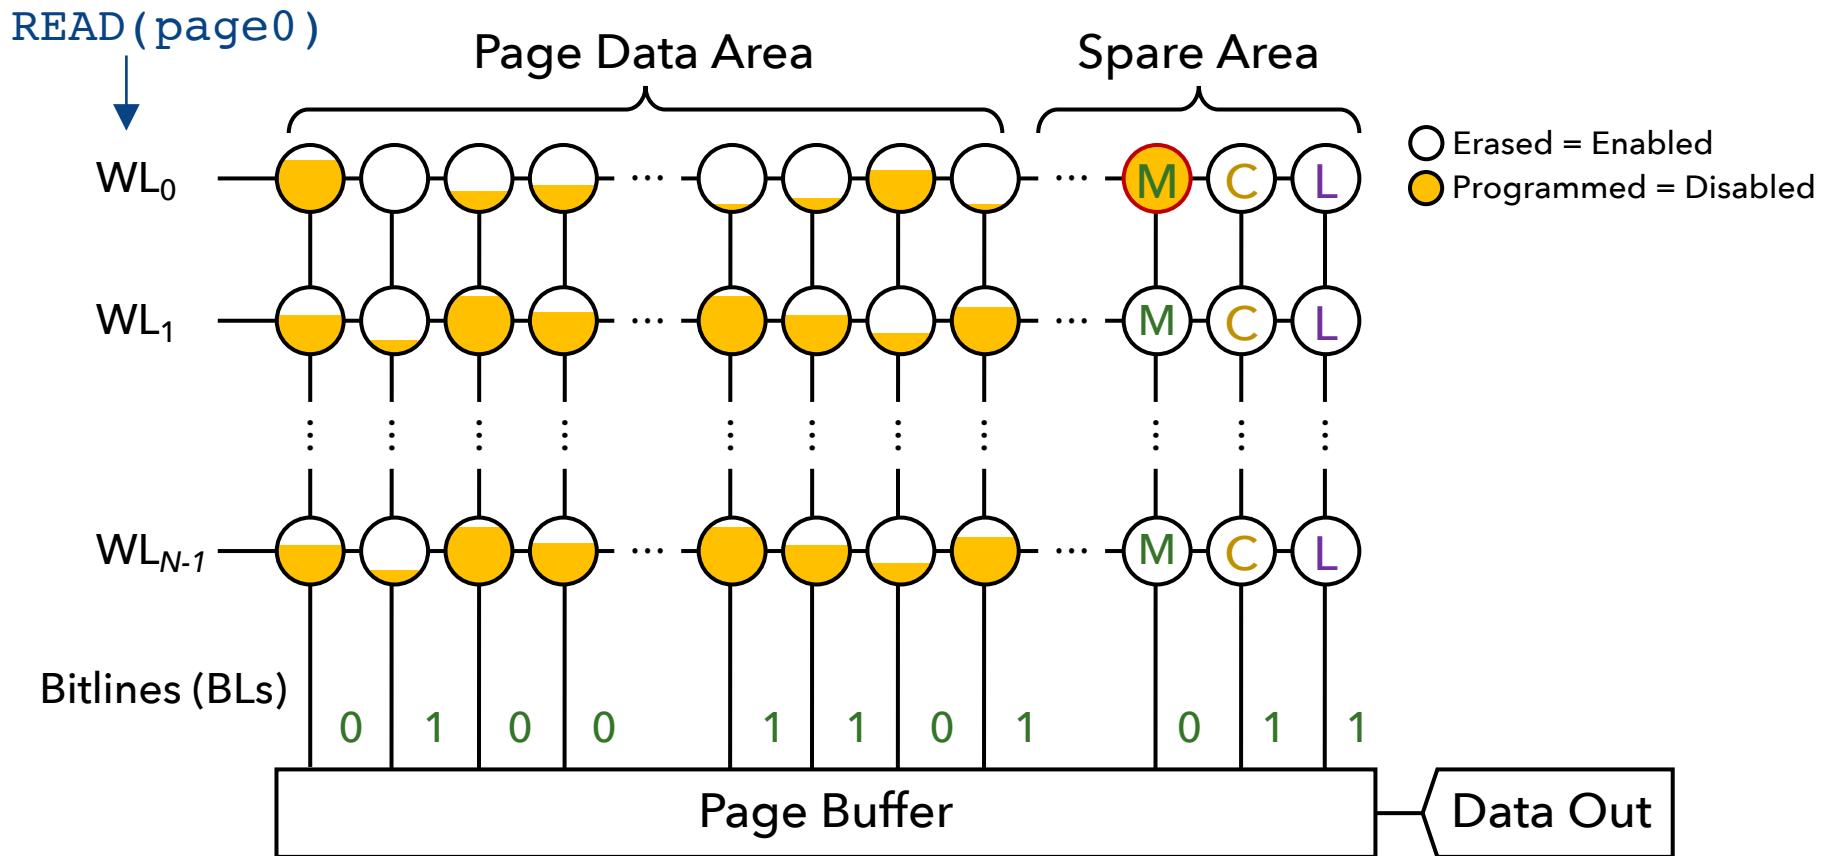 READ(page0)
Page Data Area
Spare Area
WL0 ... ... M C L
Erased = Enabled
Programmed = Disabled
WL1 ... ... M C L
WLN-1 ... ... M C L
Bitlines (BLs)
0 1 0 0 1 1 0 1 0 1 1
Page Buffer
Data Out